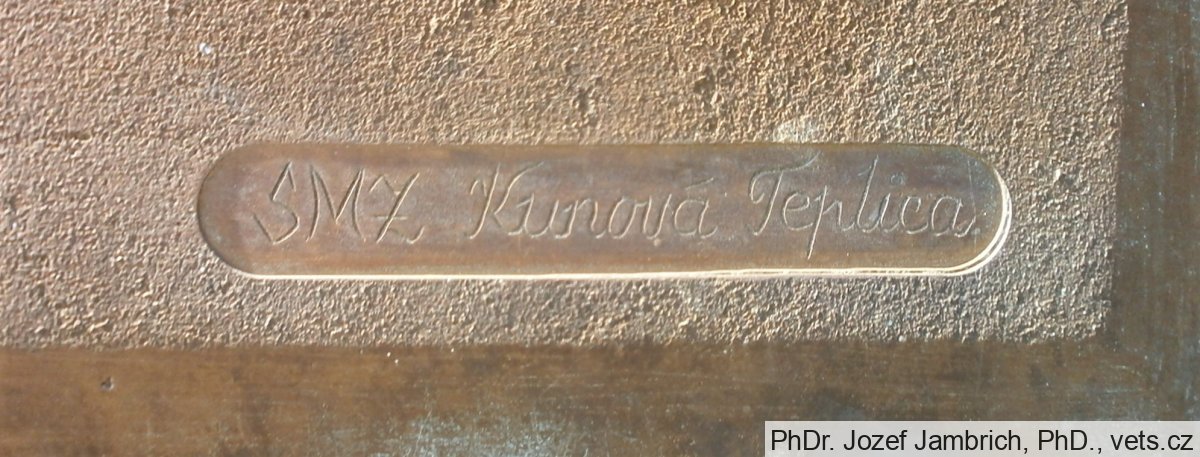 SMZ Kunová Teplica.
PhDr. Jozef Jambrich, PhD., vets.cz